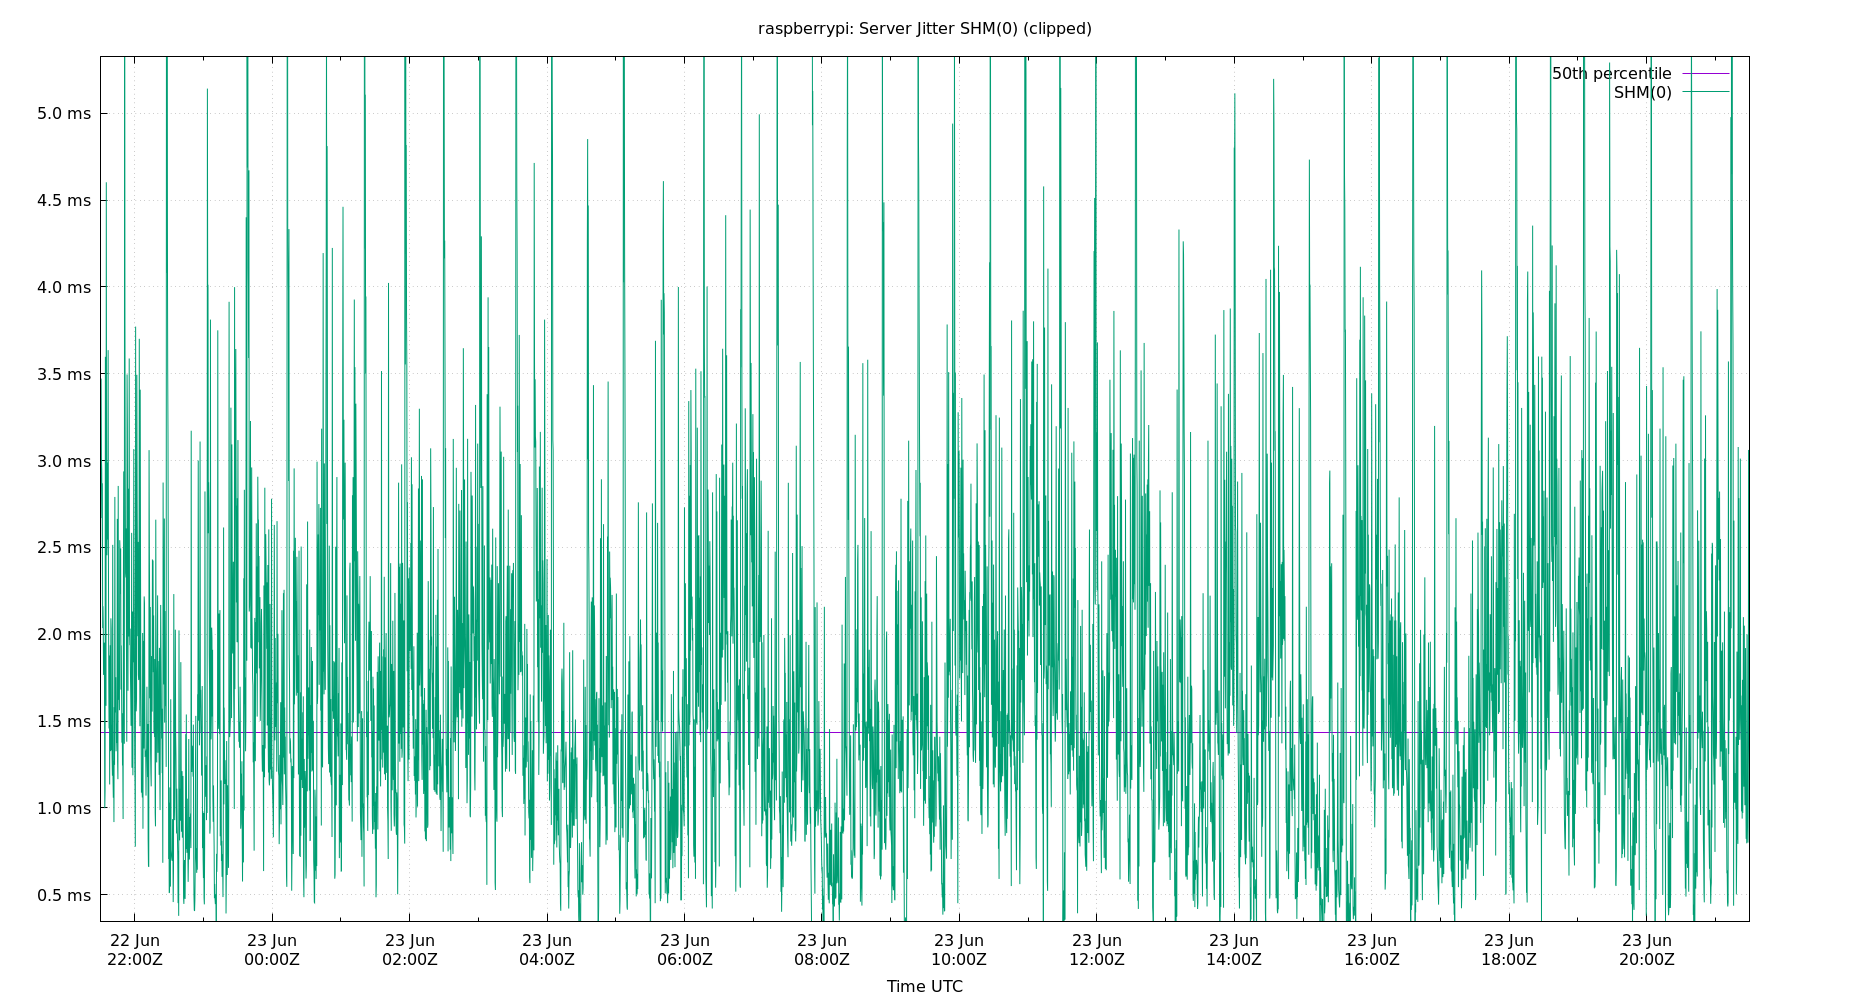 raspberrypi: Server Jitter SHM(0) (clipped)
50th percentile
SHM(0)
5.0 ms
4.5 ms
4.0 ms
3.5 ms
3.0 ms
2.5 ms
2.0 ms
1.5 ms
1.0 ms
0.5 ms
22 Jun 23 Jun 23 Jun 23 Jun 23 Jun 23 Jun 23 Jun 23 Jun 23 Jun 23 Jun 23 Jun 23 Jun
22:00Z 00:00Z 02:00Z 04:00Z 06:00Z 08:00Z 10:00Z 12:00Z 14:00Z 16:00Z 18:00Z 20:00Z
Time UTC